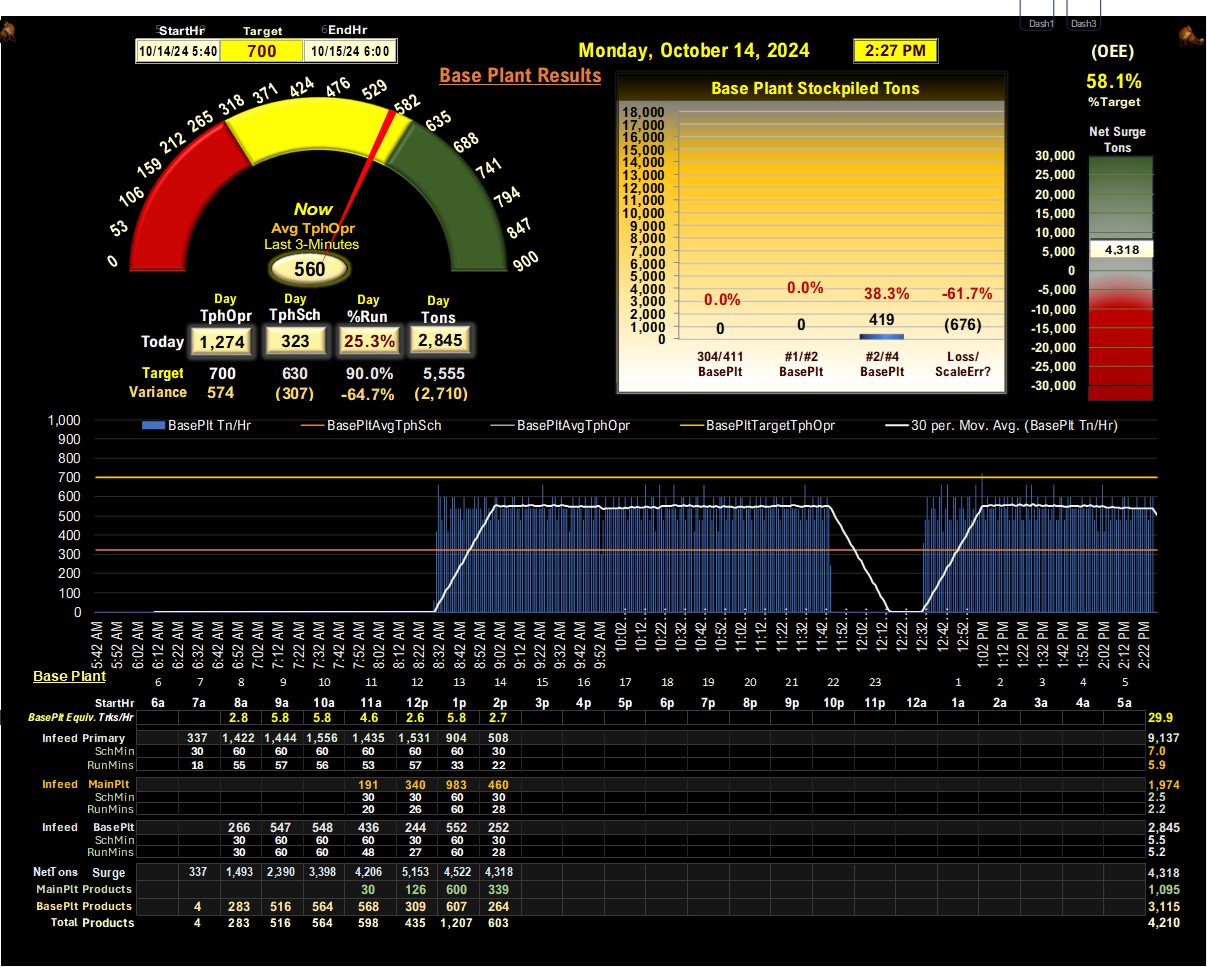 Dash1 Dash3
StartHr Target EndHr
10/14/24 5:40 700 10/15/24 6:00
Monday, October 14, 2024 2:27 PM
(OEE)
58.1%
%Target
Base Plant Results
0 53 106 159 212 265 318 371 424 476 529 582 635 688 741 794 847 900
Now
Avg TphOpr
Last 3-Minutes
560
Day Day Day Day
TphOpr TphSch %Run Tons
Today 1,274 323 25.3% 2,845
Target 700 630 90.0% 5,555
Variance 574 (307) -64.7% (2,710)
Base Plant Stockpiled Tons
18,000
17,000
16,000
15,000
14,000
13,000
12,000
11,000
10,000
9,000
8,000
7,000
6,000
5,000
4,000
3,000
2,000
1,000
0
0.0% 0.0% 38.3% -61.7%
0 0 419 (676)
304/411 #1/#2 #2/#4 Loss/
BasePlt BasePlt BasePlt ScaleErr?
Net Surge
Tons
30,000
25,000
20,000
15,000
10,000
5,000
0
-5,000
-10,000
-15,000
-20,000
-25,000
-30,000
4,318
BasePlt Tn/Hr BasePltAvgTphSch BasePltAvgTphOpr BasePltTargetTphOpr 30 per. Mov. Avg. (BasePlt Tn/Hr)
1,000
900
800
700
600
500
400
300
200
100
0
5:42 AM 5:52 AM 6:02 AM 6:12 AM 6:22 AM 6:32 AM 6:42 AM 6:52 AM 7:02 AM 7:12 AM 7:22 AM 7:32 AM 7:42 AM 7:52 AM 8:02 AM 8:12 AM 8:22 AM 8:32 AM 8:42 AM 8:52 AM 9:02 AM 9:12 AM 9:22 AM 9:32 AM 9:42 AM 9:52 AM 10:02... 10:12... 10:22... 10:32... 10:42... 10:52... 11:02... 11:12... 11:22... 11:32... 11:42... 11:52... 12:02... 12:12... 12:22... 12:32... 12:42... 12:52... 1:02 PM 1:12 PM 1:22 PM 1:32 PM 1:42 PM 1:52 PM 2:02 PM 2:12 PM 2:22 PM
Base Plant
6 7 8 9 10 11 12 13 14 15 16 17 18 19 20 21 22 23 1 2 3 4 5
StartHr 6a 7a 8a 9a 10a 11a 12p 1p 2p 3p 4p 5p 6p 7p 8p 9p 10p 11p 12a 1a 2a 3a 4a 5a
BasePlt Equiv. Trks/Hr 2.8 5.8 5.8 4.6 2.6 5.8 2.7 29.9
Infeed Primary 337 1,422 1,444 1,556 1,435 1,531 904 508 9,137
SchMin 30 60 60 60 60 60 60 30 7.0
RunMins 18 55 57 56 53 57 33 22 5.9
Infeed MainPlt 191 340 983 460 1,974
SchMin 30 30 60 30 2.5
RunMins 20 26 60 28 2.2
Infeed BasePlt 266 547 548 436 244 552 252 2,845
SchMin 30 60 60 60 30 60 30 5.5
RunMins 30 60 60 48 27 60 28 5.2
NetTons Surge 337 1,493 2,390 3,398 4,206 5,153 4,522 4,318 4,318
MainPlt Products 30 126 600 339 1,095
BasePlt Products 4 283 516 564 568 309 607 264 3,115
Total Products 4 283 516 564 598 435 1,207 603 4,210